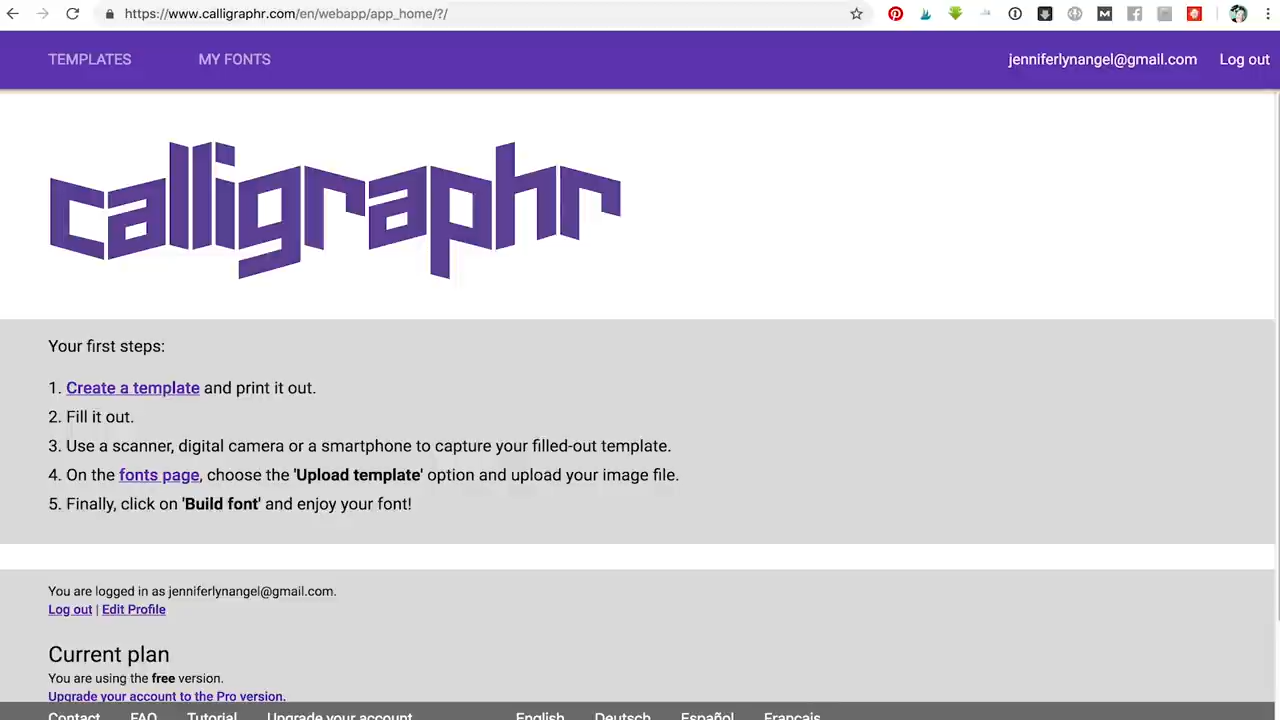 https://www.calligraphr.com/en/webapp/app_home/?/
TEMPLATES MY FONTS jenniferlynangel@gmail.com Log out
calligraphr
Your first steps:
1. Create a template and print it out.
2. Fill it out.
3. Use a scanner, digital camera or a smartphone to capture your filled-out template.
4. On the fonts page, choose the 'Upload template' option and upload your image file.
5. Finally, click on 'Build font' and enjoy your font!
You are logged in as jenniferlynangel@gmail.com.
Log out | Edit Profile
Current plan
You are using the free version.
Upgrade your account to the Pro version.
Contact FAQ Tutorial Upgrade your account English Deutsch Español Français